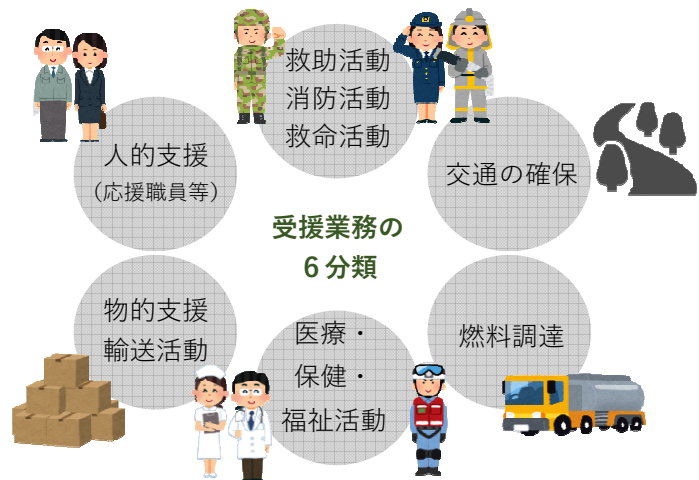 救助活動
消防活動
救命活動
人的支援
（応援職員等）
交通の確保
受援業務の
６分類
物的支援
輸送活動
医療・
保健・
福祉活動
燃料調達